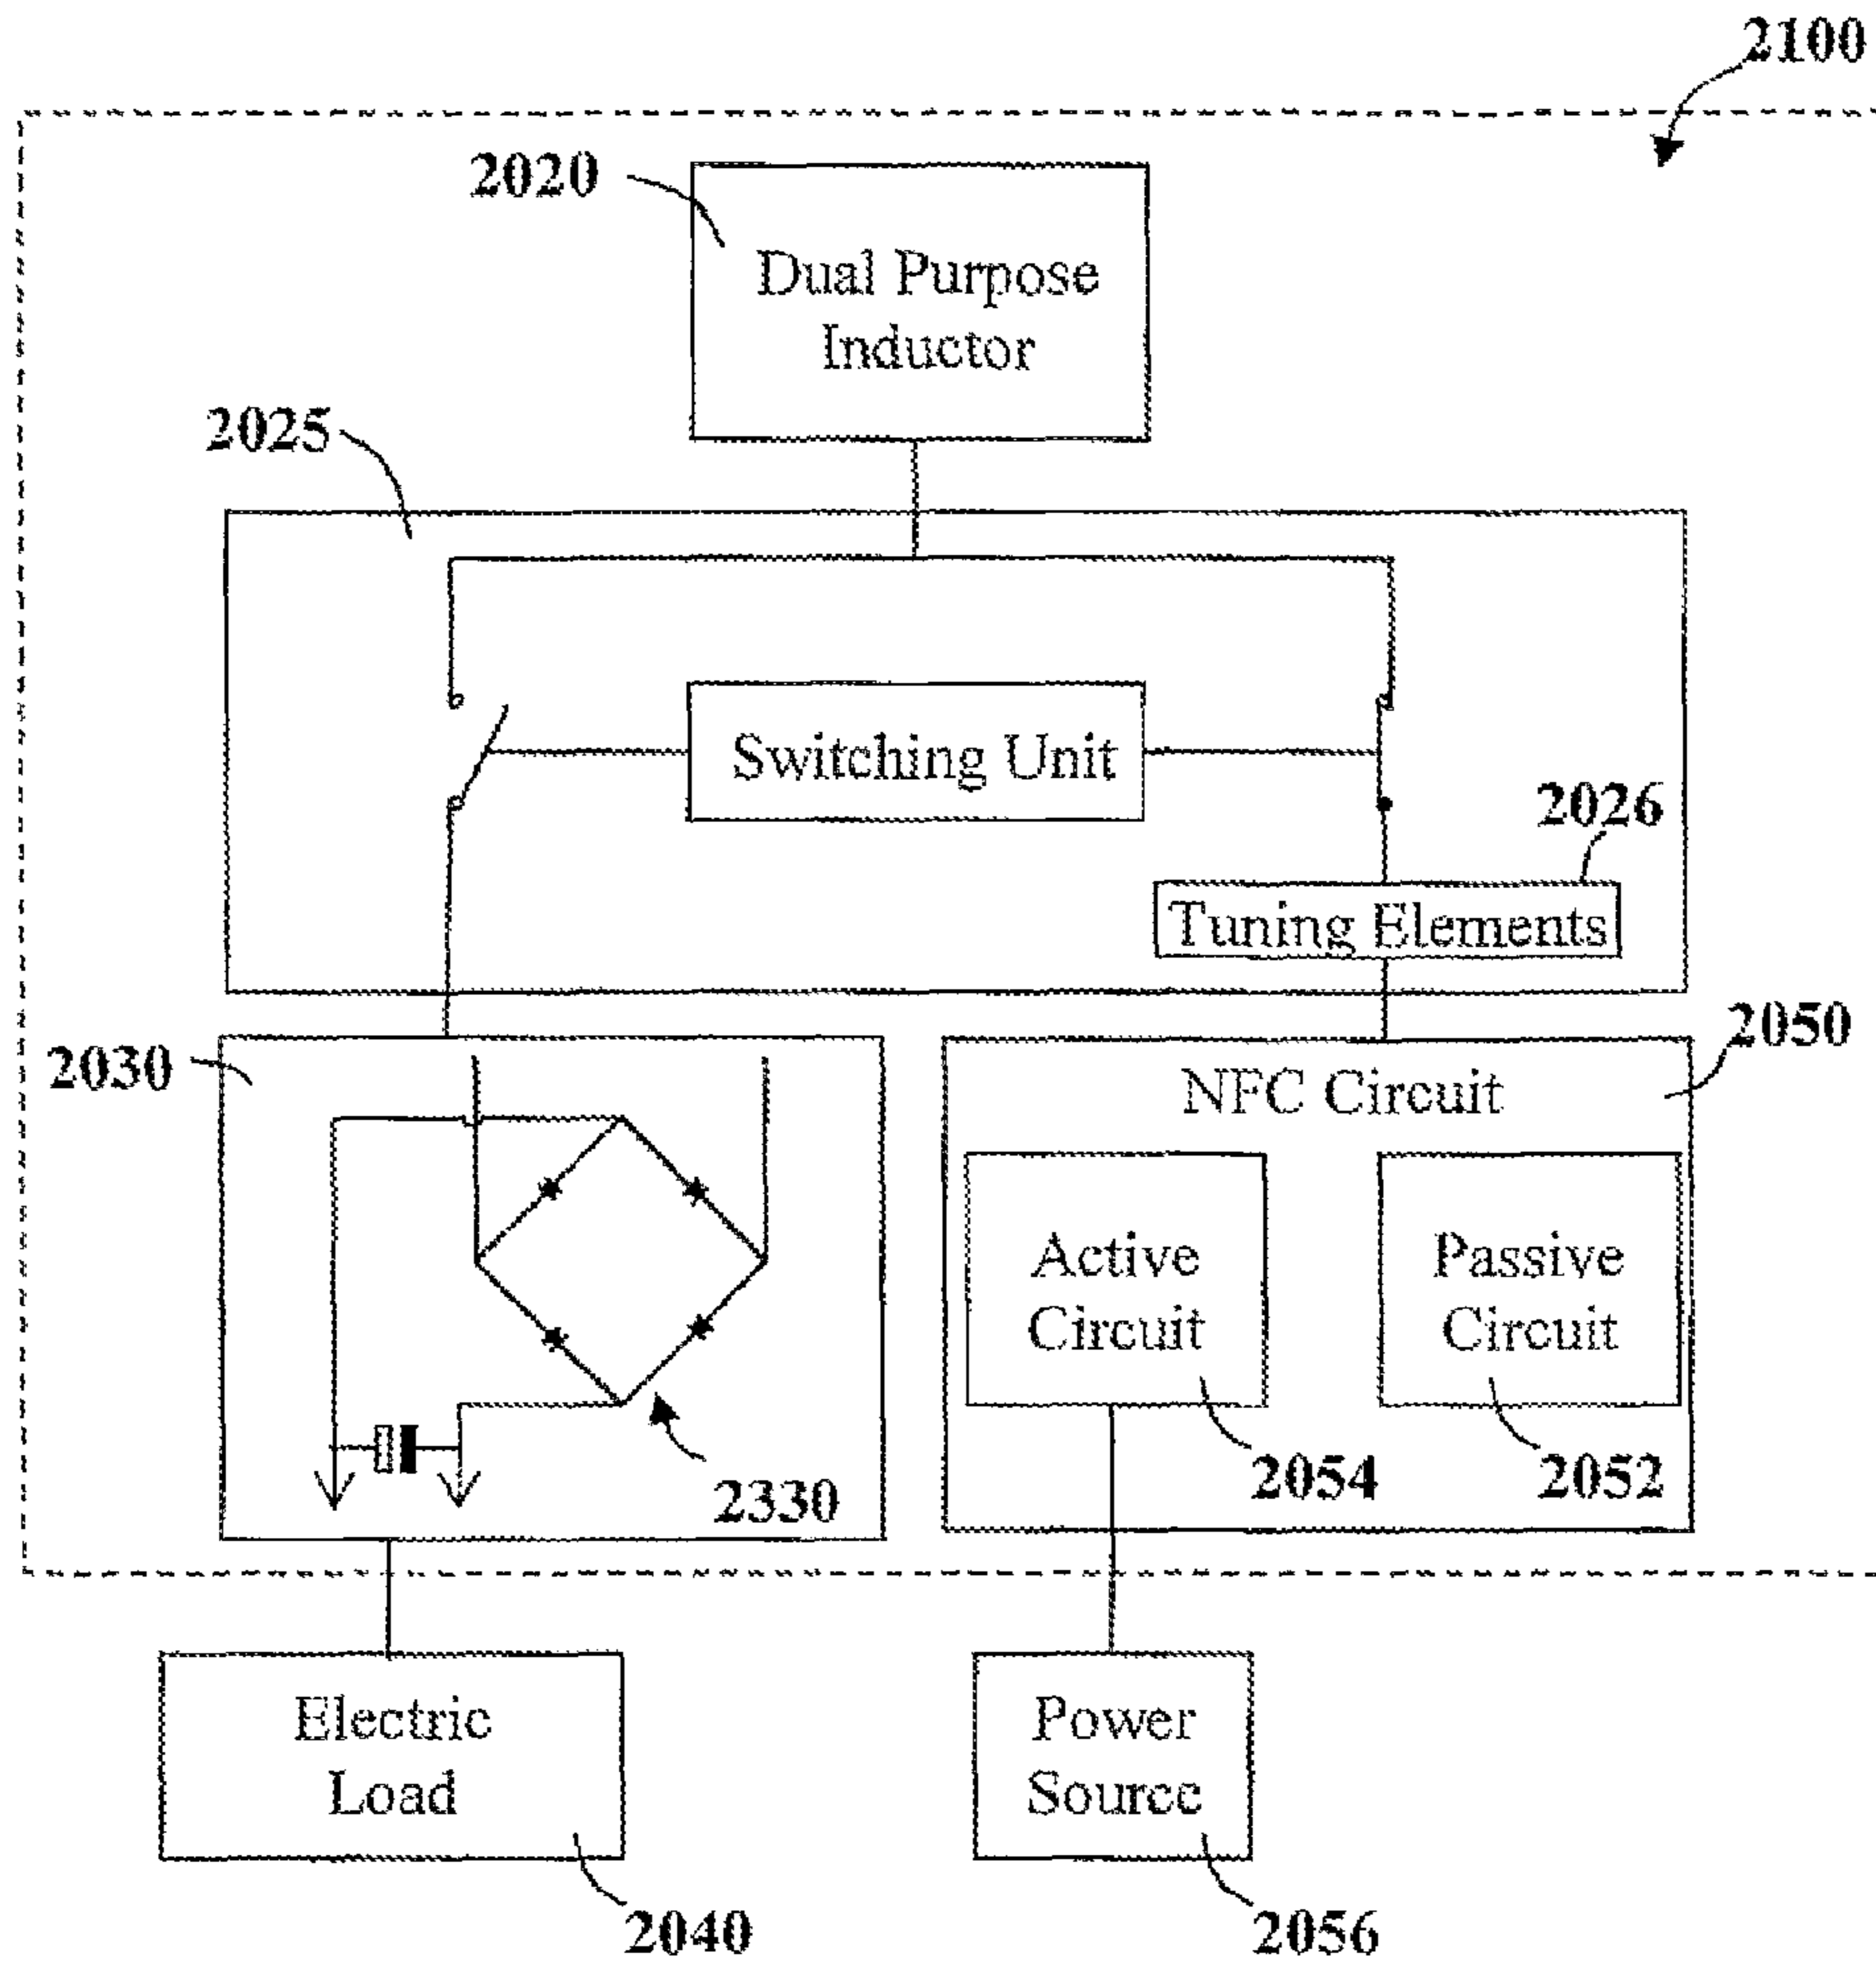 2100
2020
Dual Purpose
Inductor
2025
Switching Unit
2026
Tuning Elements
2030
2050
NFC Circuit
Active
Circuit
Passive
Circuit
2054
2052
2330
Electric
Load
Power
Source
2040
2056